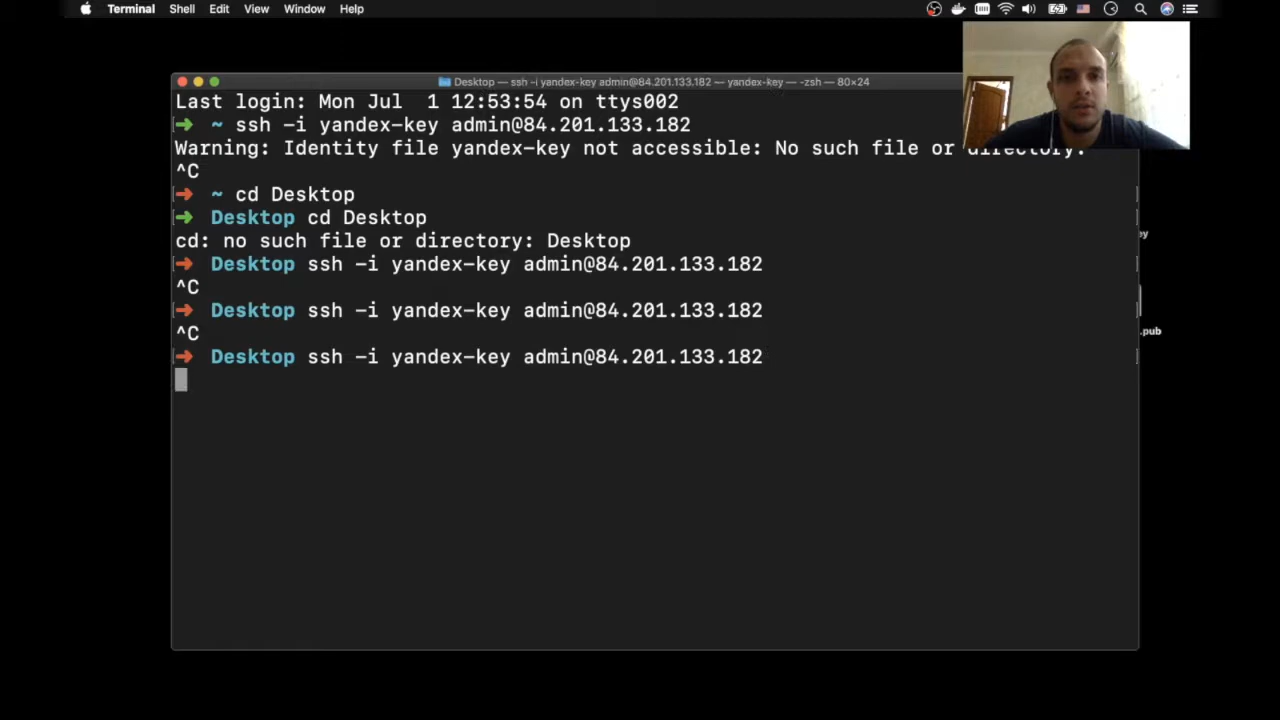 Terminal Shell Edit View Window Help
Desktop — ssh -i yandex-key admin@84.201.133.182 — yandex-key — -zsh — 80×24
Last login: Mon Jul  1 12:53:54 on ttys002
➜ ~ ssh -i yandex-key admin@84.201.133.182
Warning: Identity file yandex-key not accessible: No such file or directory.
^C
➜ ~ cd Desktop
➜ Desktop cd Desktop
cd: no such file or directory: Desktop
➜ Desktop ssh -i yandex-key admin@84.201.133.182
^C
➜ Desktop ssh -i yandex-key admin@84.201.133.182
^C
➜ Desktop ssh -i yandex-key admin@84.201.133.182
ey
.pub